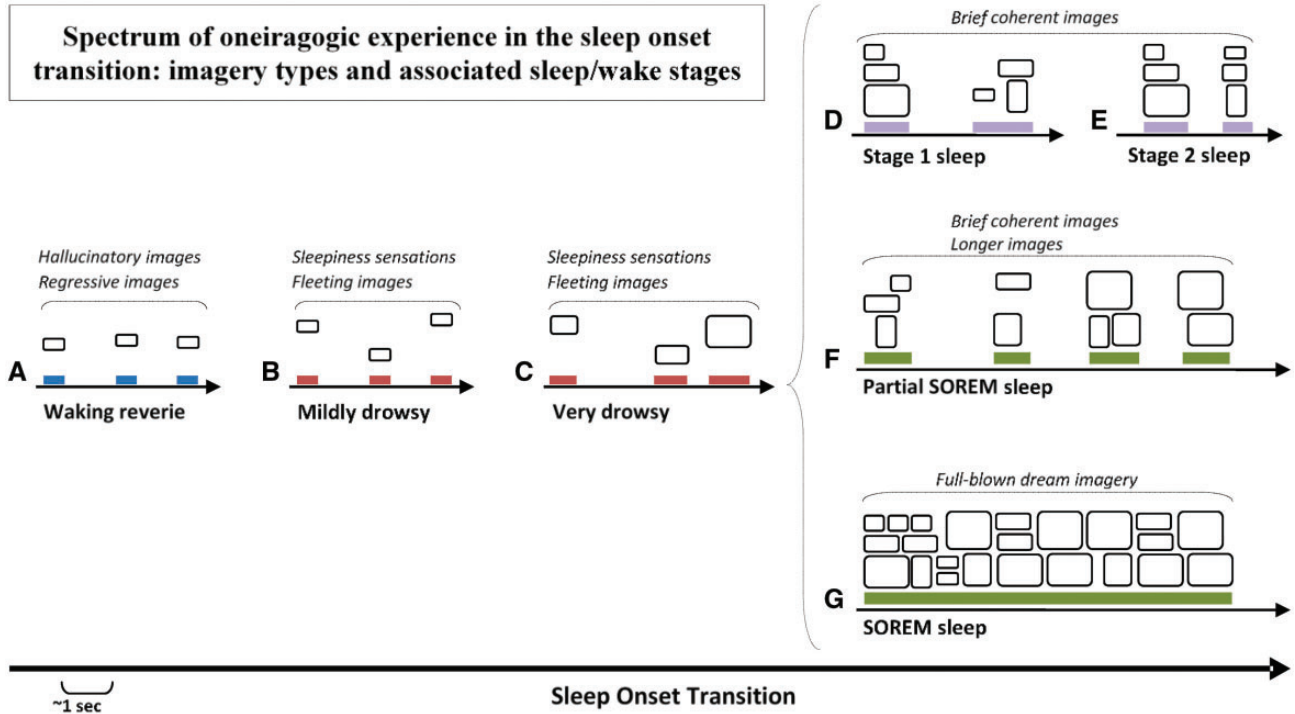 Spectrum of oneiragogic experience in the sleep onset
transition: imagery types and associated sleep/wake stages
Hallucinatory images
Regressive images
A
Waking reverie
Sleepiness sensations
Fleeting images
B
Mildly drowsy
Sleepiness sensations
Fleeting images
C
Very drowsy
Brief coherent images
D
Stage 1 sleep
E
Stage 2 sleep
Brief coherent images
Longer images
F
Partial SOREM sleep
Full-blown dream imagery
G
SOREM sleep
~1 sec
Sleep Onset Transition